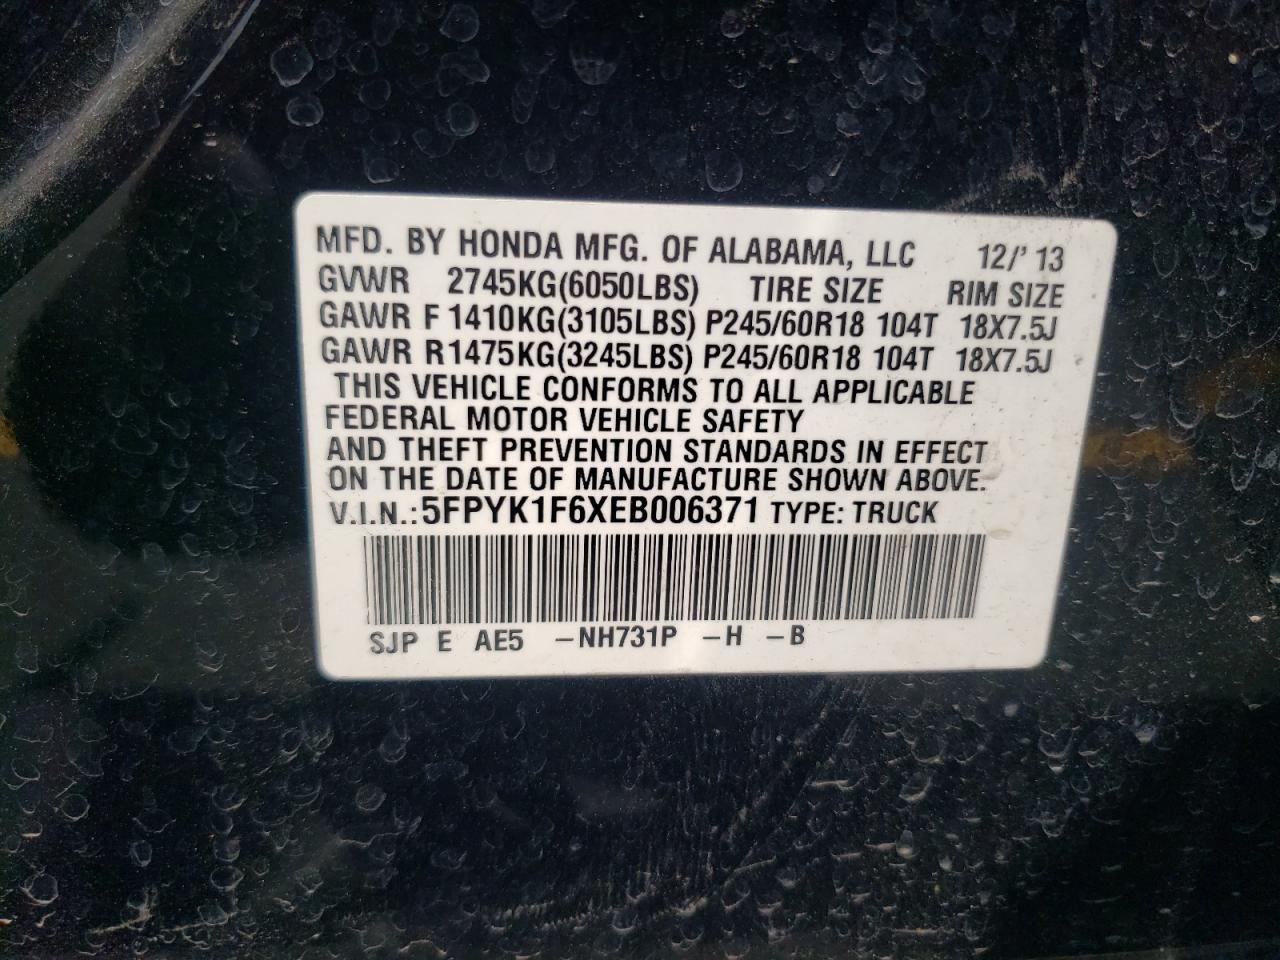 MFD. BY HONDA MFG. OF ALABAMA, LLC 12/' 13
GVWR 2745KG(6050LBS) TIRE SIZE RIM SIZE
GAWR F 1410KG(3105LBS) P245/60R18 104T 18X7.5J
GAWR R1475KG(3245LBS) P245/60R18 104T 18X7.5J
THIS VEHICLE CONFORMS TO ALL APPLICABLE
FEDERAL MOTOR VEHICLE SAFETY
AND THEFT PREVENTION STANDARDS IN EFFECT
ON THE DATE OF MANUFACTURE SHOWN ABOVE.
V.I.N.: 5FPYK1F6XEB006371 TYPE: TRUCK
SJP E AE5 -NH731P -H -B